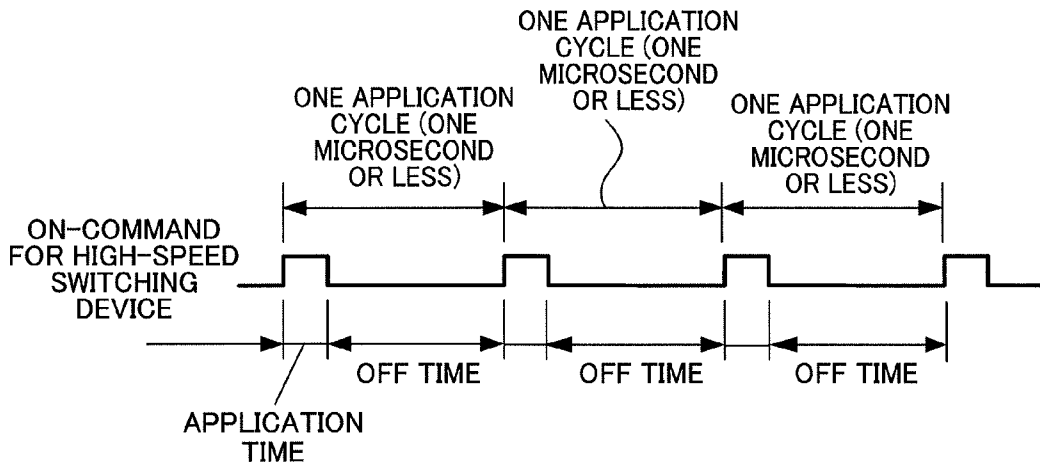 ONE APPLICATION
CYCLE (ONE
MICROSECOND
OR LESS)
ONE APPLICATION
CYCLE (ONE
MICROSECOND
OR LESS)
ONE APPLICATION
CYCLE (ONE
MICROSECOND
OR LESS)
ON-COMMAND
FOR HIGH-SPEED
SWITCHING
DEVICE
OFF TIME
OFF TIME
OFF TIME
APPLICATION
TIME